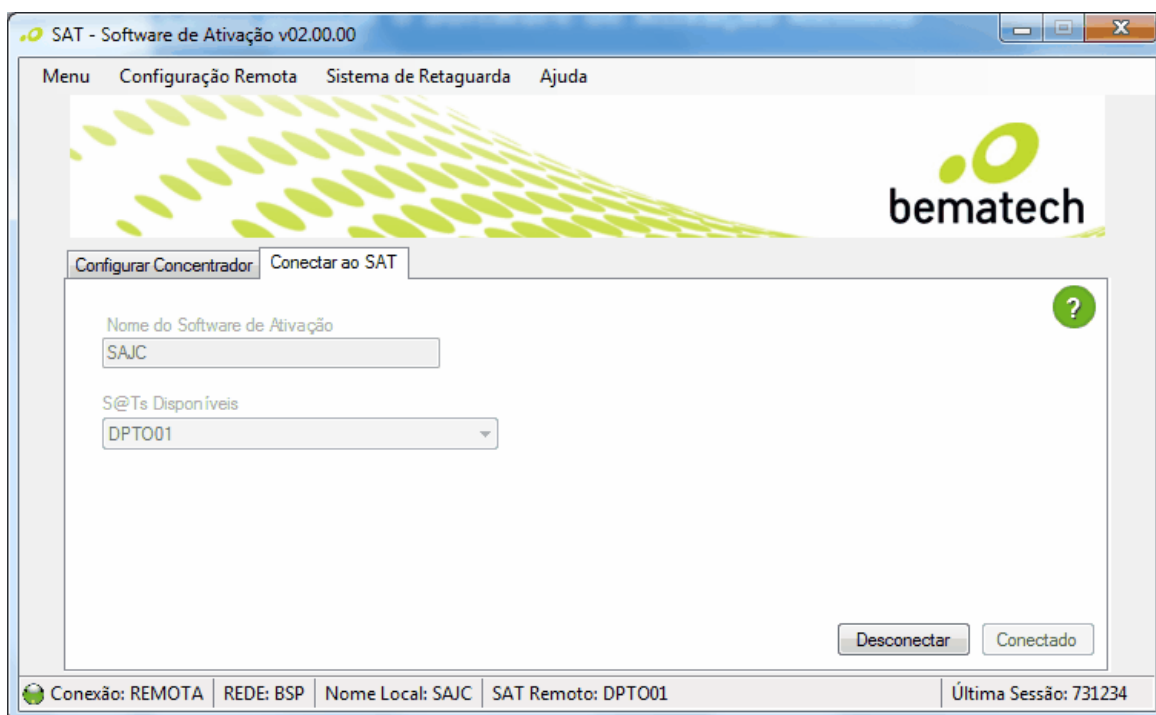 SAT - Software de Ativação v02.00.00
Menu Configuração Remota Sistema de Retaguarda Ajuda
bematech
Configurar Concentrador Conectar ao SAT
?
Nome do Software de Ativação
SAJC
S@Ts Disponíveis
DPTO01
Desconectar Conectado
Conexão: REMOTA REDE: BSP Nome Local: SAJC SAT Remoto: DPTO01 Última Sessão: 731234